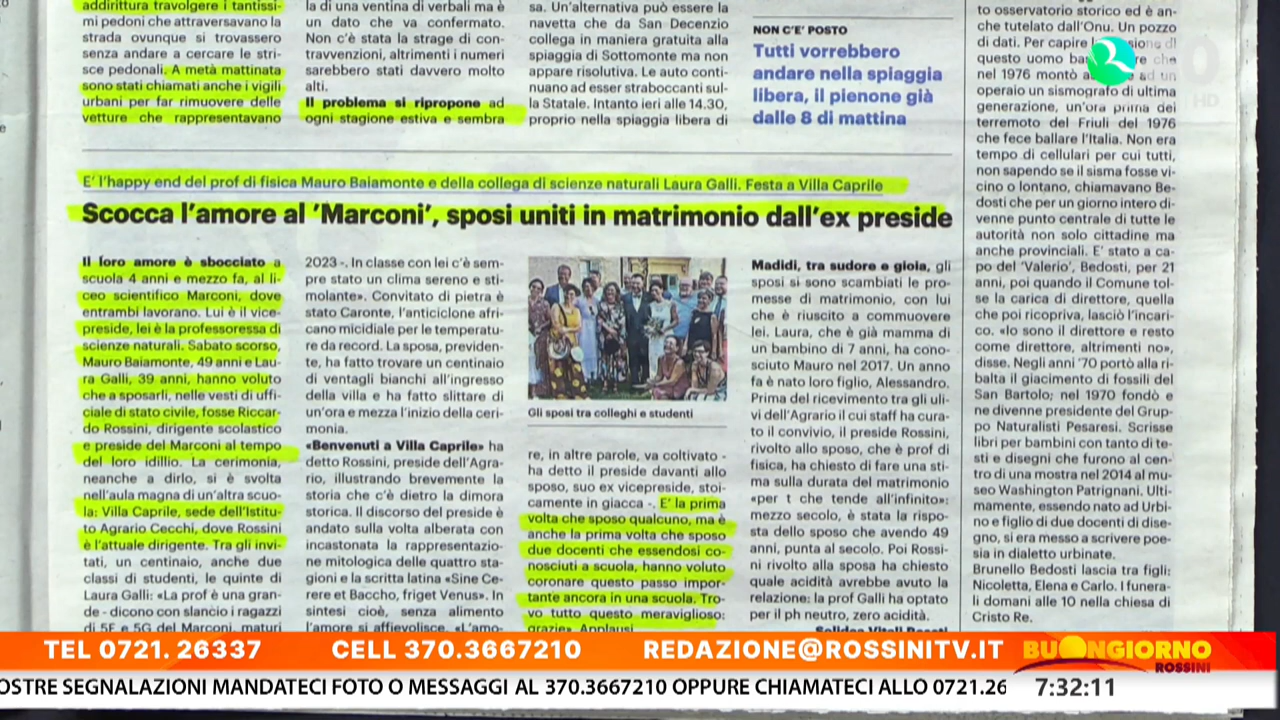 addirittura travolgere i tantissi-
mi pedoni che attraversavano la
strada ovunque si trovassero
senza andare a cercare le stri-
sce pedonali. A metà mattinata
sono stati chiamati anche i vigili
urbani per far rimuovere delle
vetture che rappresentavano
la di una ventina di verbali ma è
un dato che va confermato.
Non c'è stata la strage di con-
travvenzioni, altrimenti i numeri
sarebbero stati davvero molto
alti.
Il problema si ripropone ad
ogni stagione estiva e sembra
sa. Un'alternativa può essere la
navetta che da San Decenzio
collega in maniera gratuita alla
spiaggia di Sottomonte ma non
appare risolutiva. Le auto conti-
nuano ad esser straboccanti sul-
la Statale. Intanto ieri alle 14.30,
proprio nella spiaggia libera di
NON C'E' POSTO
Tutti vorrebbero
andare nella spiaggia
libera, il pienone già
dalle 8 di mattina
E' l'happy end del prof di fisica Mauro Baiamonte e della collega di scienze naturali Laura Galli. Festa a Villa Caprile
Scocca l'amore al 'Marconi', sposi uniti in matrimonio dall'ex preside
Il loro amore è sbocciato a
scuola 4 anni e mezzo fa, al li-
ceo scientifico Marconi, dove
entrambi lavorano. Lui è il vice-
preside, lei è la professoressa di
scienze naturali. Sabato scorso,
Mauro Baiamonte, 49 anni e Lau-
ra Galli, 39 anni, hanno voluto
che a sposarli, nelle vesti di uffi-
ciale di stato civile, fosse Riccar-
do Rossini, dirigente scolastico
e preside del Marconi al tempo
del loro idillio. La cerimonia,
neanche a dirlo, si è svolta
nell'aula magna di un'altra scuo-
la: Villa Caprile, sede dell'Istitu-
to Agrario Cecchi, dove Rossini
è l'attuale dirigente. Tra gli invi-
tati, un centinaio, anche due
classi di studenti, le quinte di
Laura Galli: «La prof è una gran-
de - dicono con slancio i ragazzi
di 5F e 5G del Marconi, maturi
2023 -. In classe con lei c'è sem-
pre stato un clima sereno e sti-
molante». Convitato di pietra è
stato Caronte, l'anticiclone afri-
cano micidiale per le temperatu-
re da record. La sposa, previden-
te, ha fatto trovare un centinaio
di ventagli bianchi all'ingresso
della villa e ha fatto slittare di
un'ora e mezza l'inizio della ceri-
monia.
«Benvenuti a Villa Caprile» ha
detto Rossini, preside dell'Agra-
rio, illustrando brevemente la
storia che c'è dietro la dimora
storica. Il discorso del preside è
andato sulla volta alberata con
incastonata la rappresentazio-
ne mitologica delle quattro sta-
gioni e la scritta latina «Sine Ce-
rere et Baccho, friget Venus». In
sintesi cioè, senza alimento
l'amore si affievolisce. «L'amo-
Gli sposi tra colleghi e studenti
re, in altre parole, va coltivato -
ha detto il preside davanti allo
sposo, suo ex vicepreside, stoi-
camente in giacca -. E' la prima
volta che sposo qualcuno, ma è
anche la prima volta che sposo
due docenti che essendosi co-
nosciuti a scuola, hanno voluto
coronare questo passo impor-
tante ancora in una scuola. Tro-
vo tutto questo meraviglioso:
grazie». Applausi
Madidi, tra sudore e gioia, gli
sposi si sono scambiati le pro-
messe di matrimonio, con lui
che è riuscito a commuovere
lei. Laura, che è già mamma di
un bambino di 7 anni, ha cono-
sciuto Mauro nel 2017. Un anno
fa è nato loro figlio, Alessandro.
Prima del ricevimento tra gli uli-
vi dell'Agrario il cui staff ha cura-
to il convivio, il preside Rossini,
rivolto allo sposo, che è prof di
fisica, ha chiesto di fare una sti-
ma sulla durata del matrimonio
«per t che tende all'infinito»:
mezzo secolo, è stata la rispo-
sta dello sposo che avendo 49
anni, punta al secolo. Poi Rossi-
ni rivolto alla sposa ha chiesto
quale acidità avrebbe avuto la
relazione: la prof Galli ha optato
per il ph neutro, zero acidità.
to osservatorio storico ed è an-
che tutelato dall'Onu. Un pozzo
di dati. Per capire di
questo uomo che
nel 1976 montò ad un
operaio un sismografo di ultima
generazione, un'ora prima del
terremoto del Friuli del 1976
che fece ballare l'Italia. Non era
tempo di cellulari per cui tutti,
non sapendo se il sisma fosse vi-
cino o lontano, chiamavano Be-
dosti che per un giorno intero di-
venne punto centrale di tutte le
autorità non solo cittadine ma
anche provinciali. E' stato a ca-
po del 'Valerio', Bedosti, per 21
anni, poi quando il Comune tol-
se la carica di direttore, quella
che poi ricopriva, lasciò l'incari-
co. «Io sono il direttore e resto
come direttore, altrimenti no»,
disse. Negli anni '70 portò alla ri-
balta il giacimento di fossili del
San Bartolo; nel 1970 fondò e
ne divenne presidente del Grup-
po Naturalisti Pesaresi. Scrisse
libri per bambini con tanto di te-
sti e disegni che furono al cen-
tro di una mostra nel 2014 al mu-
seo Washington Patrignani. Ulti-
mamente, essendo nato ad Urbi-
no e figlio di due docenti di dise-
gno, si era messo a scrivere poe-
sia in dialetto urbinate.
Brunello Bedosti lascia tra figli:
Nicoletta, Elena e Carlo. I funera-
li domani alle 10 nella chiesa di
Cristo Re.
HD
TEL 0721. 26337 CELL 370.3667210 REDAZIONE@ROSSINITV.IT
BUONGIORNO
ROSSINI
OSTRE SEGNALAZIONI MANDATECI FOTO O MESSAGGI AL 370.3667210 OPPURE CHIAMATECI ALLO 0721.26
7:32:11